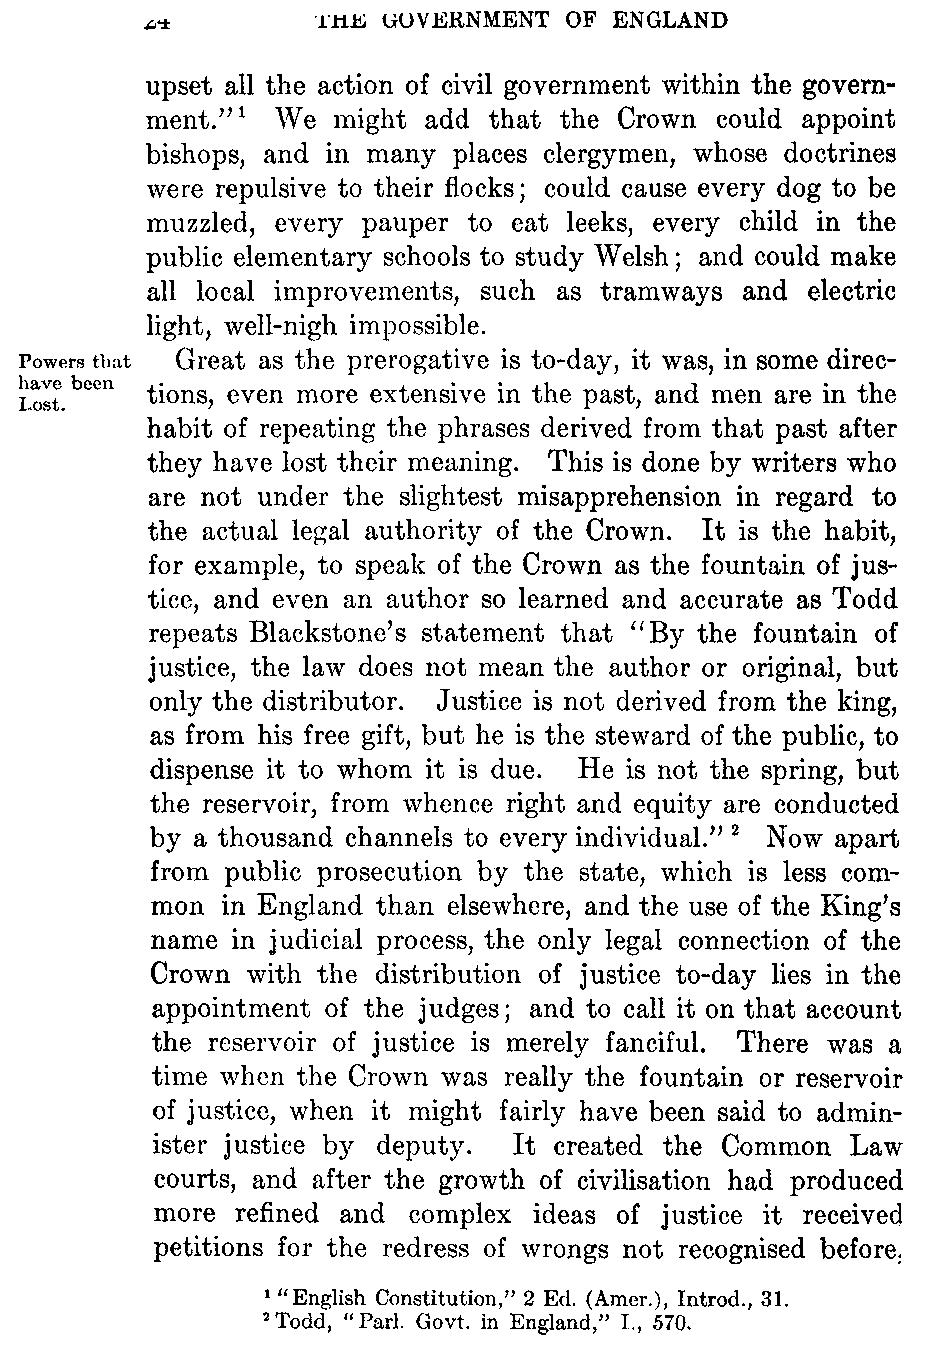 24 THE GOVERNMENT OF ENGLAND
upset all the action of civil government within the govern-
ment."¹ We might add that the Crown could appoint
bishops, and in many places clergymen, whose doctrines
were repulsive to their flocks; could cause every dog to be
muzzled, every pauper to eat leeks, every child in the
public elementary schools to study Welsh; and could make
all local improvements, such as tramways and electric
light, well-nigh impossible.
Powers that
have been
Lost.
Great as the prerogative is to-day, it was, in some direc-
tions, even more extensive in the past, and men are in the
habit of repeating the phrases derived from that past after
they have lost their meaning. This is done by writers who
are not under the slightest misapprehension in regard to
the actual legal authority of the Crown. It is the habit,
for example, to speak of the Crown as the fountain of jus-
tice, and even an author so learned and accurate as Todd
repeats Blackstone's statement that "By the fountain of
justice, the law does not mean the author or original, but
only the distributor. Justice is not derived from the king,
as from his free gift, but he is the steward of the public, to
dispense it to whom it is due. He is not the spring, but
the reservoir, from whence right and equity are conducted
by a thousand channels to every individual."² Now apart
from public prosecution by the state, which is less com-
mon in England than elsewhere, and the use of the King's
name in judicial process, the only legal connection of the
Crown with the distribution of justice to-day lies in the
appointment of the judges; and to call it on that account
the reservoir of justice is merely fanciful. There was a
time when the Crown was really the fountain or reservoir
of justice, when it might fairly have been said to admin-
ister justice by deputy. It created the Common Law
courts, and after the growth of civilisation had produced
more refined and complex ideas of justice it received
petitions for the redress of wrongs not recognised before.
¹ "English Constitution," 2 Ed. (Amer.), Introd., 31.
² Todd, "Parl. Govt. in England," I., 570.